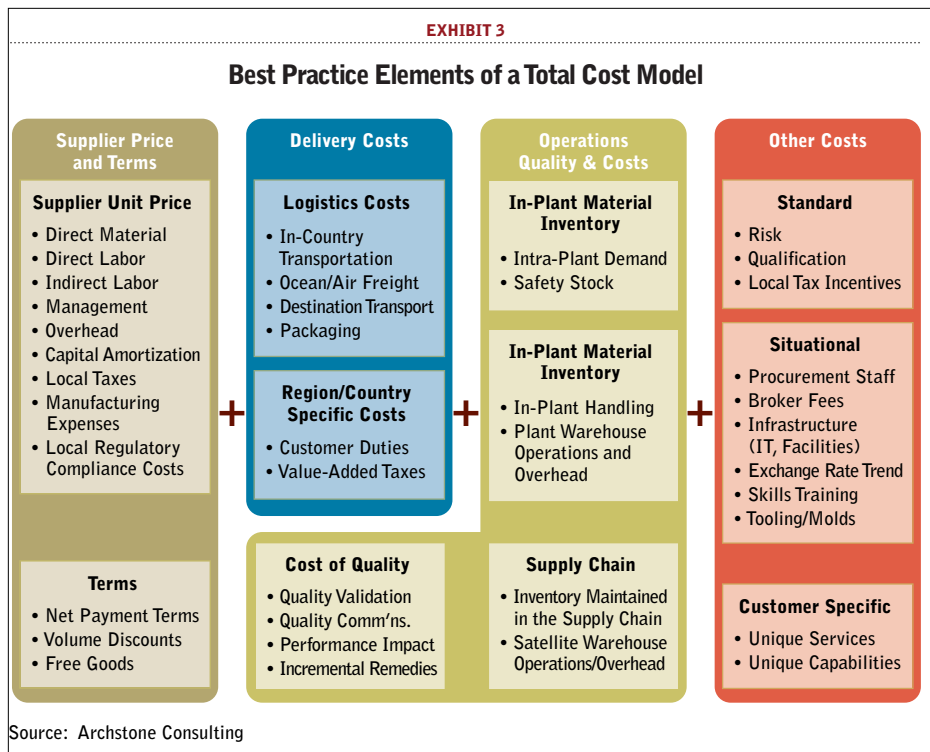 EXHIBIT 3
Best Practice Elements of a Total Cost Model
Supplier Price
and Terms
Supplier Unit Price
• Direct Material
• Direct Labor
• Indirect Labor
• Management
• Overhead
• Capital Amortization
• Local Taxes
• Manufacturing
Expenses
• Local Regulatory
Compliance Costs
Terms
• Net Payment Terms
• Volume Discounts
• Free Goods
+
Delivery Costs
Logistics Costs
• In-Country
Transportation
• Ocean/Air Freight
• Destination Transport
• Packaging
Region/Country
Specific Costs
• Customer Duties
• Value-Added Taxes
+
Operations
Quality & Costs
In-Plant Material
Inventory
• Intra-Plant Demand
• Safety Stock
In-Plant Material
Inventory
• In-Plant Handling
• Plant Warehouse
Operations and
Overhead
Cost of Quality
• Quality Validation
• Quality Comm'ns.
• Performance Impact
• Incremental Remedies
Supply Chain
• Inventory Maintained
in the Supply Chain
• Satellite Warehouse
Operations/Overhead
+
Other Costs
Standard
• Risk
• Qualification
• Local Tax Incentives
Situational
• Procurement Staff
• Broker Fees
• Infrastructure
(IT, Facilities)
• Exchange Rate Trend
• Skills Training
• Tooling/Molds
Customer Specific
• Unique Services
• Unique Capabilities
Source: Archstone Consulting